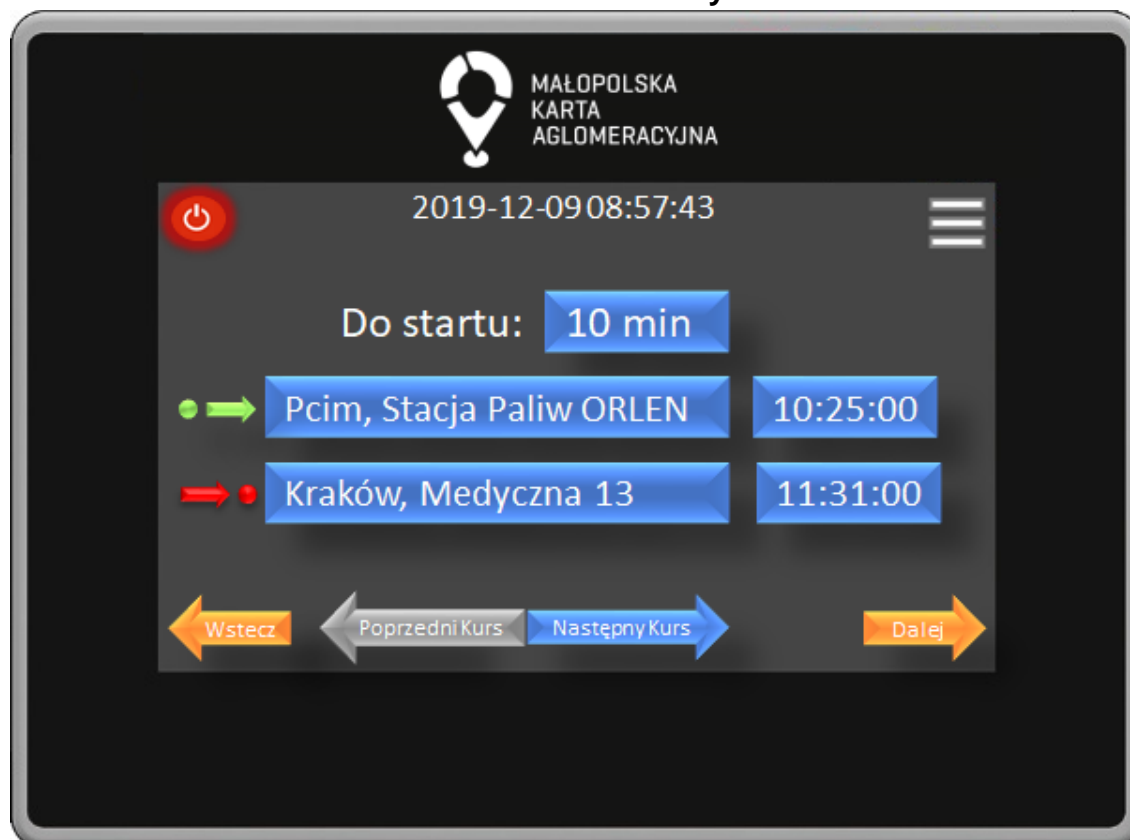 MAŁOPOLSKA
KARTA
AGLOMERACYJNA
2019-12-09 08:57:43
Do startu: 10 min
Pcim, Stacja Paliw ORLEN 10:25:00
Kraków, Medyczna 13 11:31:00
Wstecz Poprzedni Kurs Następny Kurs Dalej